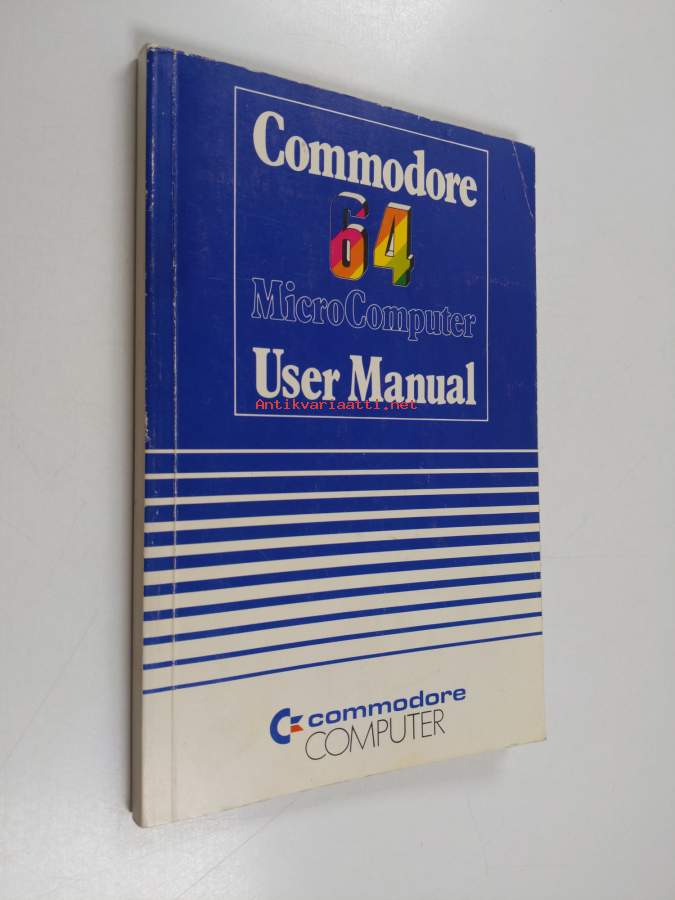 Commodore
64
MicroComputer
User Manual
Antikvariaatti.net
commodore
COMPUTER